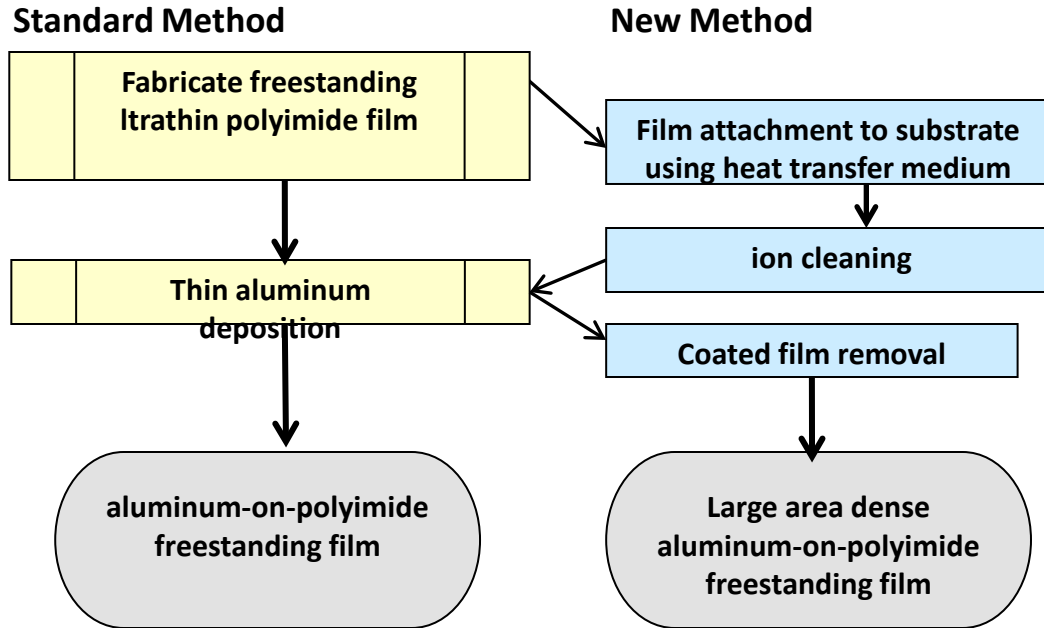 Standard Method
New Method
Fabricate freestanding
ltrathin polyimide film
Film attachment to substrate
using heat transfer medium
ion cleaning
Thin aluminum
deposition
Coated film removal
aluminum-on-polyimide
freestanding film
Large area dense
aluminum-on-polyimide
freestanding film